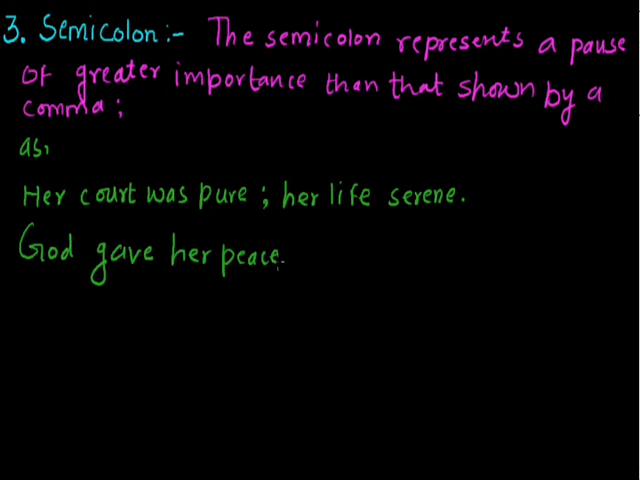 3. Semicolon:- The semicolon represents a pause
of greater importance than that shown by a
comma;
as,
Her court was pure; her life serene.
God gave her peace.